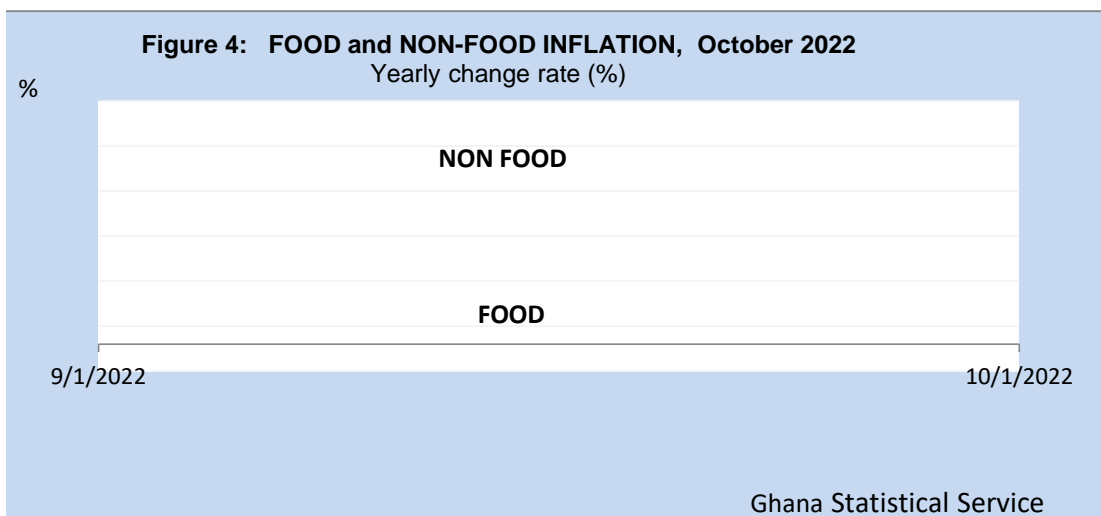 Figure 4: FOOD and NON-FOOD INFLATION, October 2022
Yearly change rate (%)
%
NON FOOD
FOOD
9/1/2022 10/1/2022
Ghana Statistical Service